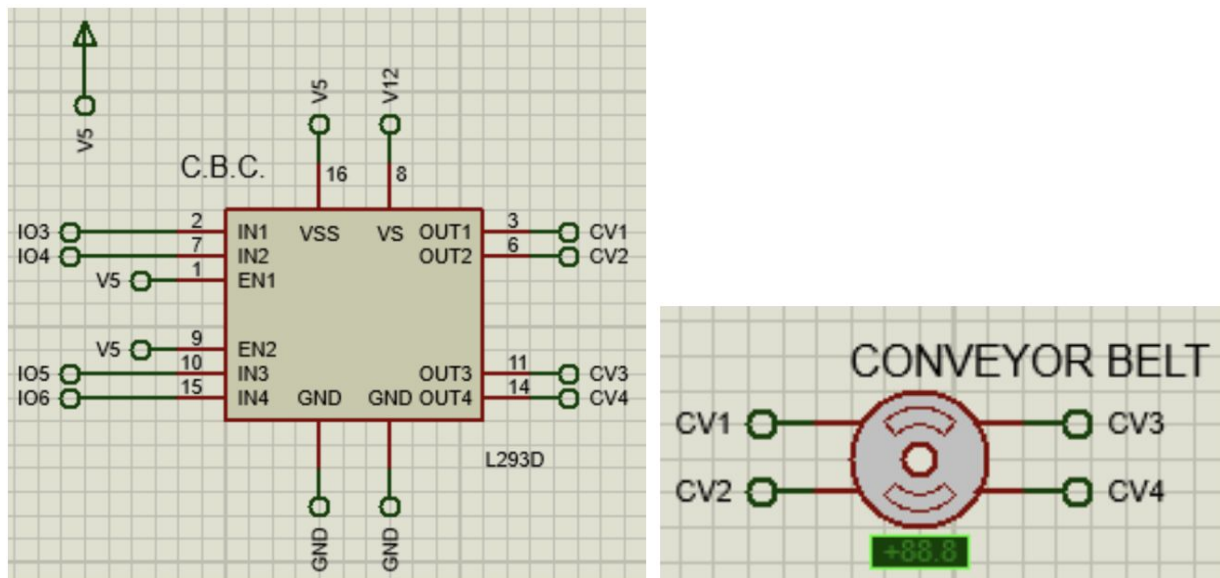 V5
C.B.C.
V5 V12
16 8
IO3 2 IN1 VSS VS OUT1 3 CV1
IO4 7 IN2 OUT2 6 CV2
V5 1 EN1
V5 9 EN2
IO5 10 IN3 OUT3 11 CV3
IO6 15 IN4 GND GND OUT4 14 CV4
L293D
GND GND
CONVEYOR BELT
CV1 CV3
CV2 CV4
+88.8